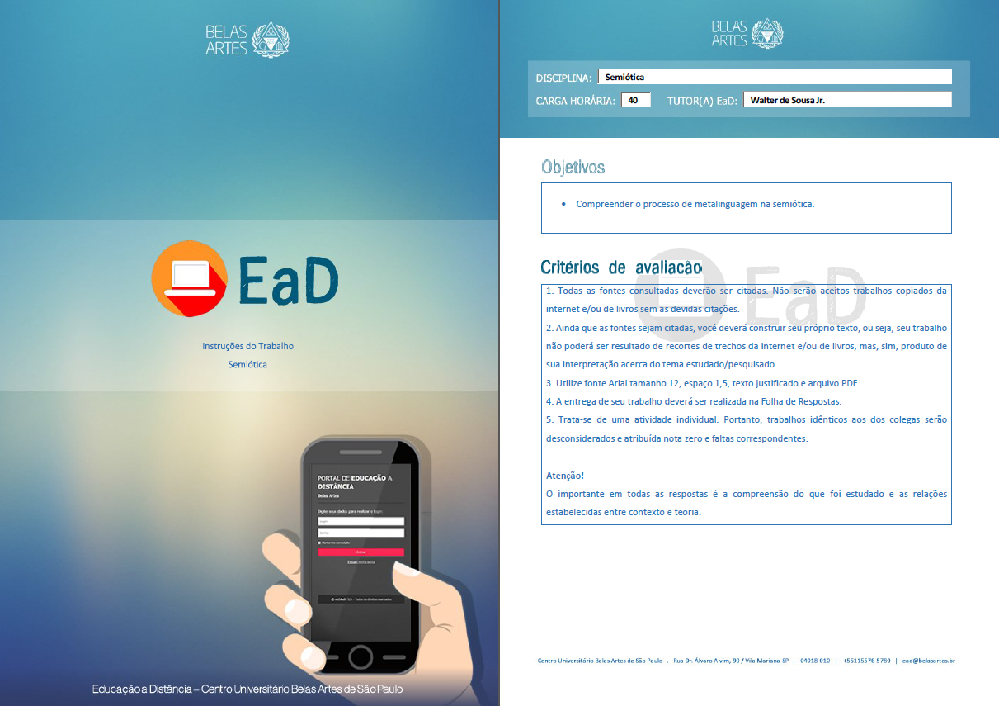 BELAS
ARTES
EaD
Instruções do Trabalho
Semiótica
PORTAL DE EDUCAÇÃO A
DISTÂNCIA
Belas Artes
Digite seus dados para realizar o login:
Login
Senha
Entrar
Educação a Distância – Centro Universitário Belas Artes de São Paulo
BELAS
ARTES
DISCIPLINA: Semiótica
CARGA HORÁRIA: 40 TUTOR(A) EaD: Walter de Sousa Jr.
Objetivos
• Compreender o processo de metalinguagem na semiótica.
Critérios de avaliação
EaD
1. Todas as fontes consultadas deverão ser citadas. Não serão aceitos trabalhos copiados da
internet e/ou de livros sem as devidas citações.
2. Ainda que as fontes sejam citadas, você deverá construir seu próprio texto, ou seja, seu trabalho
não poderá ser resultado de recortes de trechos da internet e/ou de livros, mas, sim, produto de
sua interpretação acerca do tema estudado/pesquisado.
3. Utilize fonte Arial tamanho 12, espaço 1,5, texto justificado e arquivo PDF.
4. A entrega de seu trabalho deverá ser realizada na Folha de Respostas.
5. Trata-se de uma atividade individual. Portanto, trabalhos idênticos aos dos colegas serão
desconsiderados e atribuída nota zero e faltas correspondentes.
Atenção!
O importante em todas as respostas é a compreensão do que foi estudado e as relações
estabelecidas entre contexto e teoria.
Centro Universitário Belas Artes de São Paulo . Rua Dr. Álvaro Alvim, 90 / Vila Mariana-SP . 04018-010 | +55115576-5780 | ead@belasartes.br